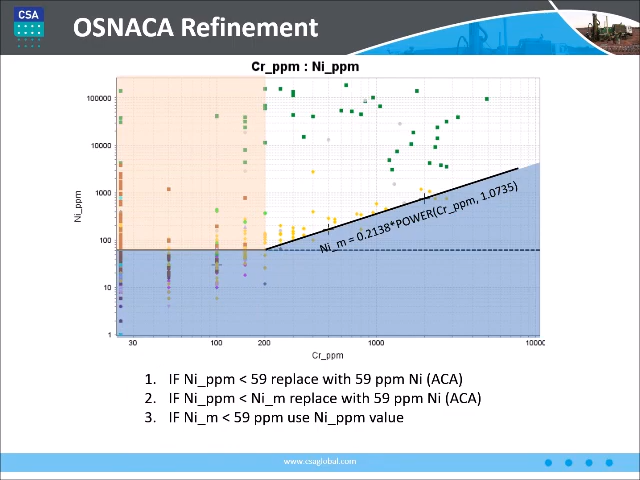 CSA
OSNACA Refinement
Cr_ppm : Ni_ppm
Ni_ppm
100000
10000
1000
100
10
1
Ni_m = 0.2138*POWER(Cr_ppm, 1.0735)
30 100 200 1000 10000
Cr_ppm
1. IF Ni_ppm < 59 replace with 59 ppm Ni (ACA)
2. IF Ni_ppm < Ni_m replace with 59 ppm Ni (ACA)
3. IF Ni_m < 59 ppm use Ni_ppm value
www.csaglobal.com